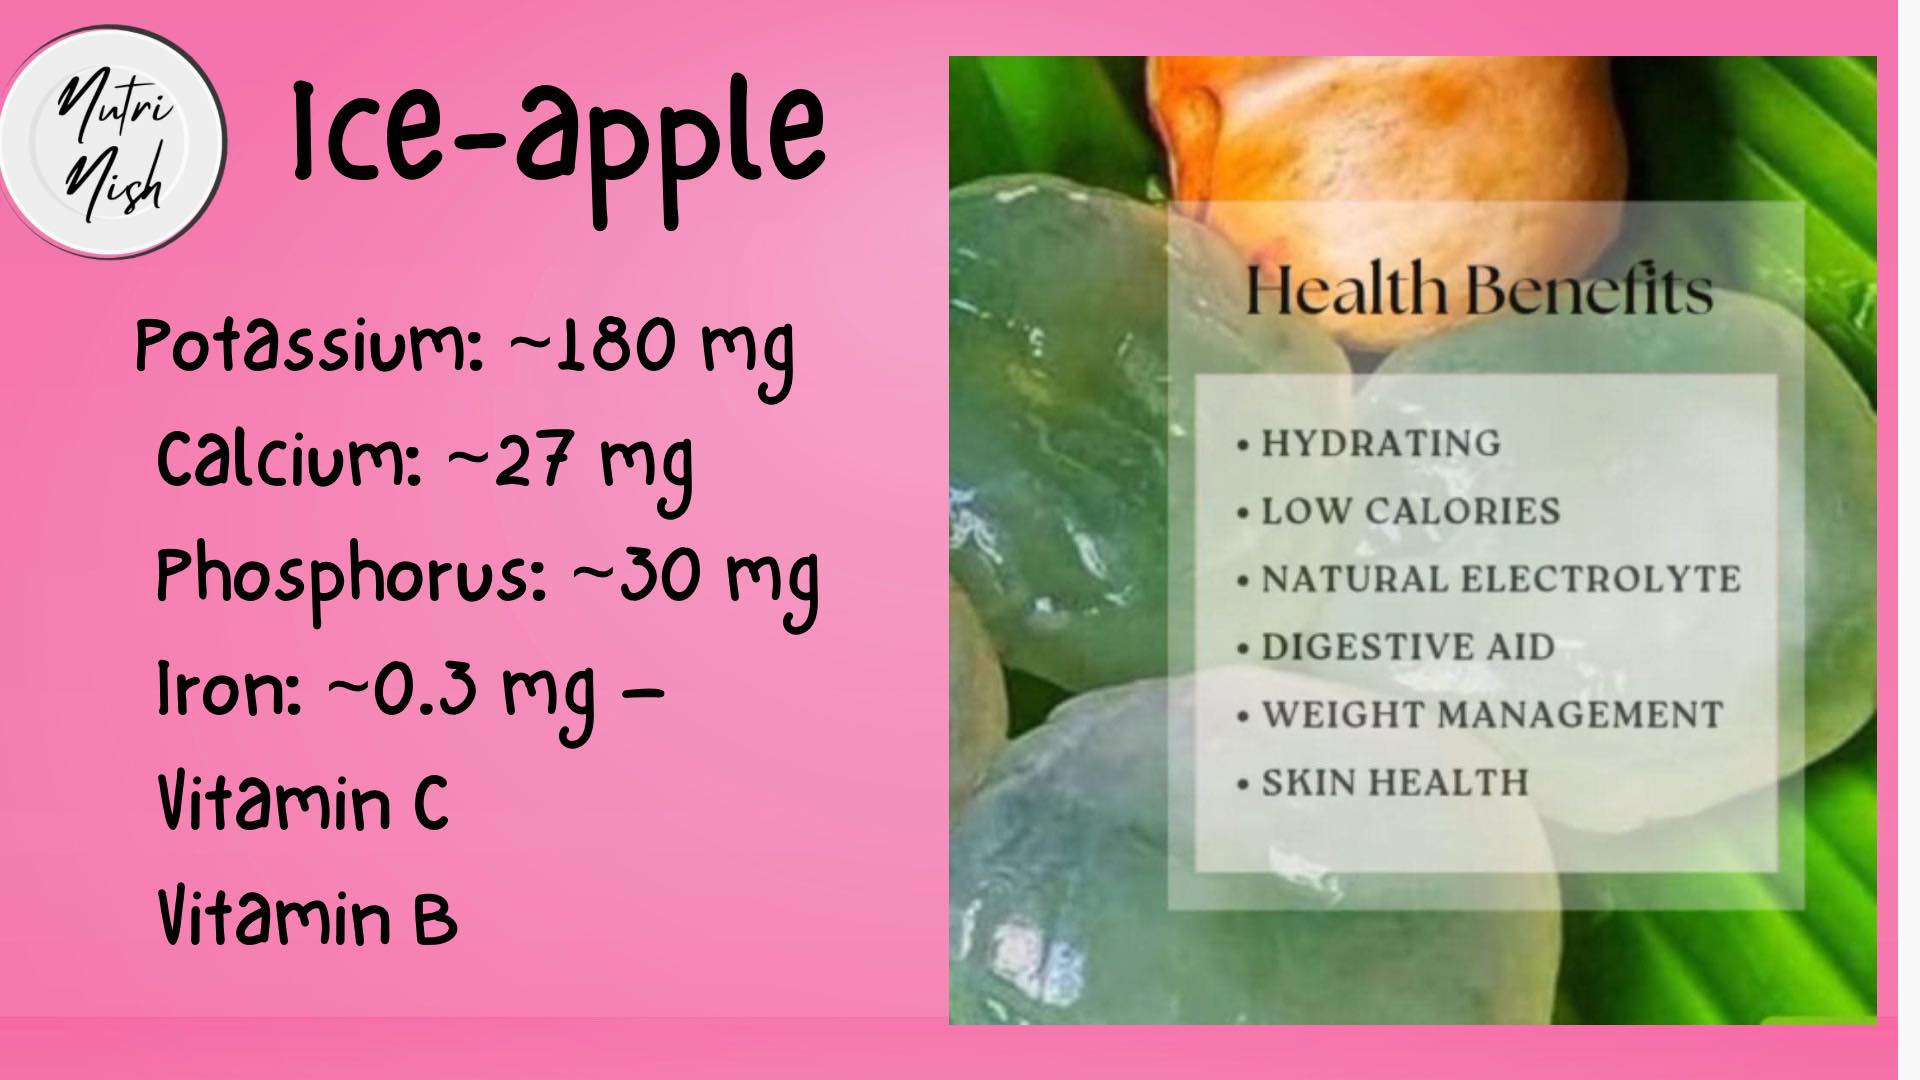 Nutri
Nish
Ice-apple
Potassium: ~180 mg
Calcium: ~27 mg
Phosphorus: ~30 mg
Iron: ~0.3 mg –
Vitamin C
Vitamin B
Health Benefits
• HYDRATING
• LOW CALORIES
• NATURAL ELECTROLYTE
• DIGESTIVE AID
• WEIGHT MANAGEMENT
• SKIN HEALTH